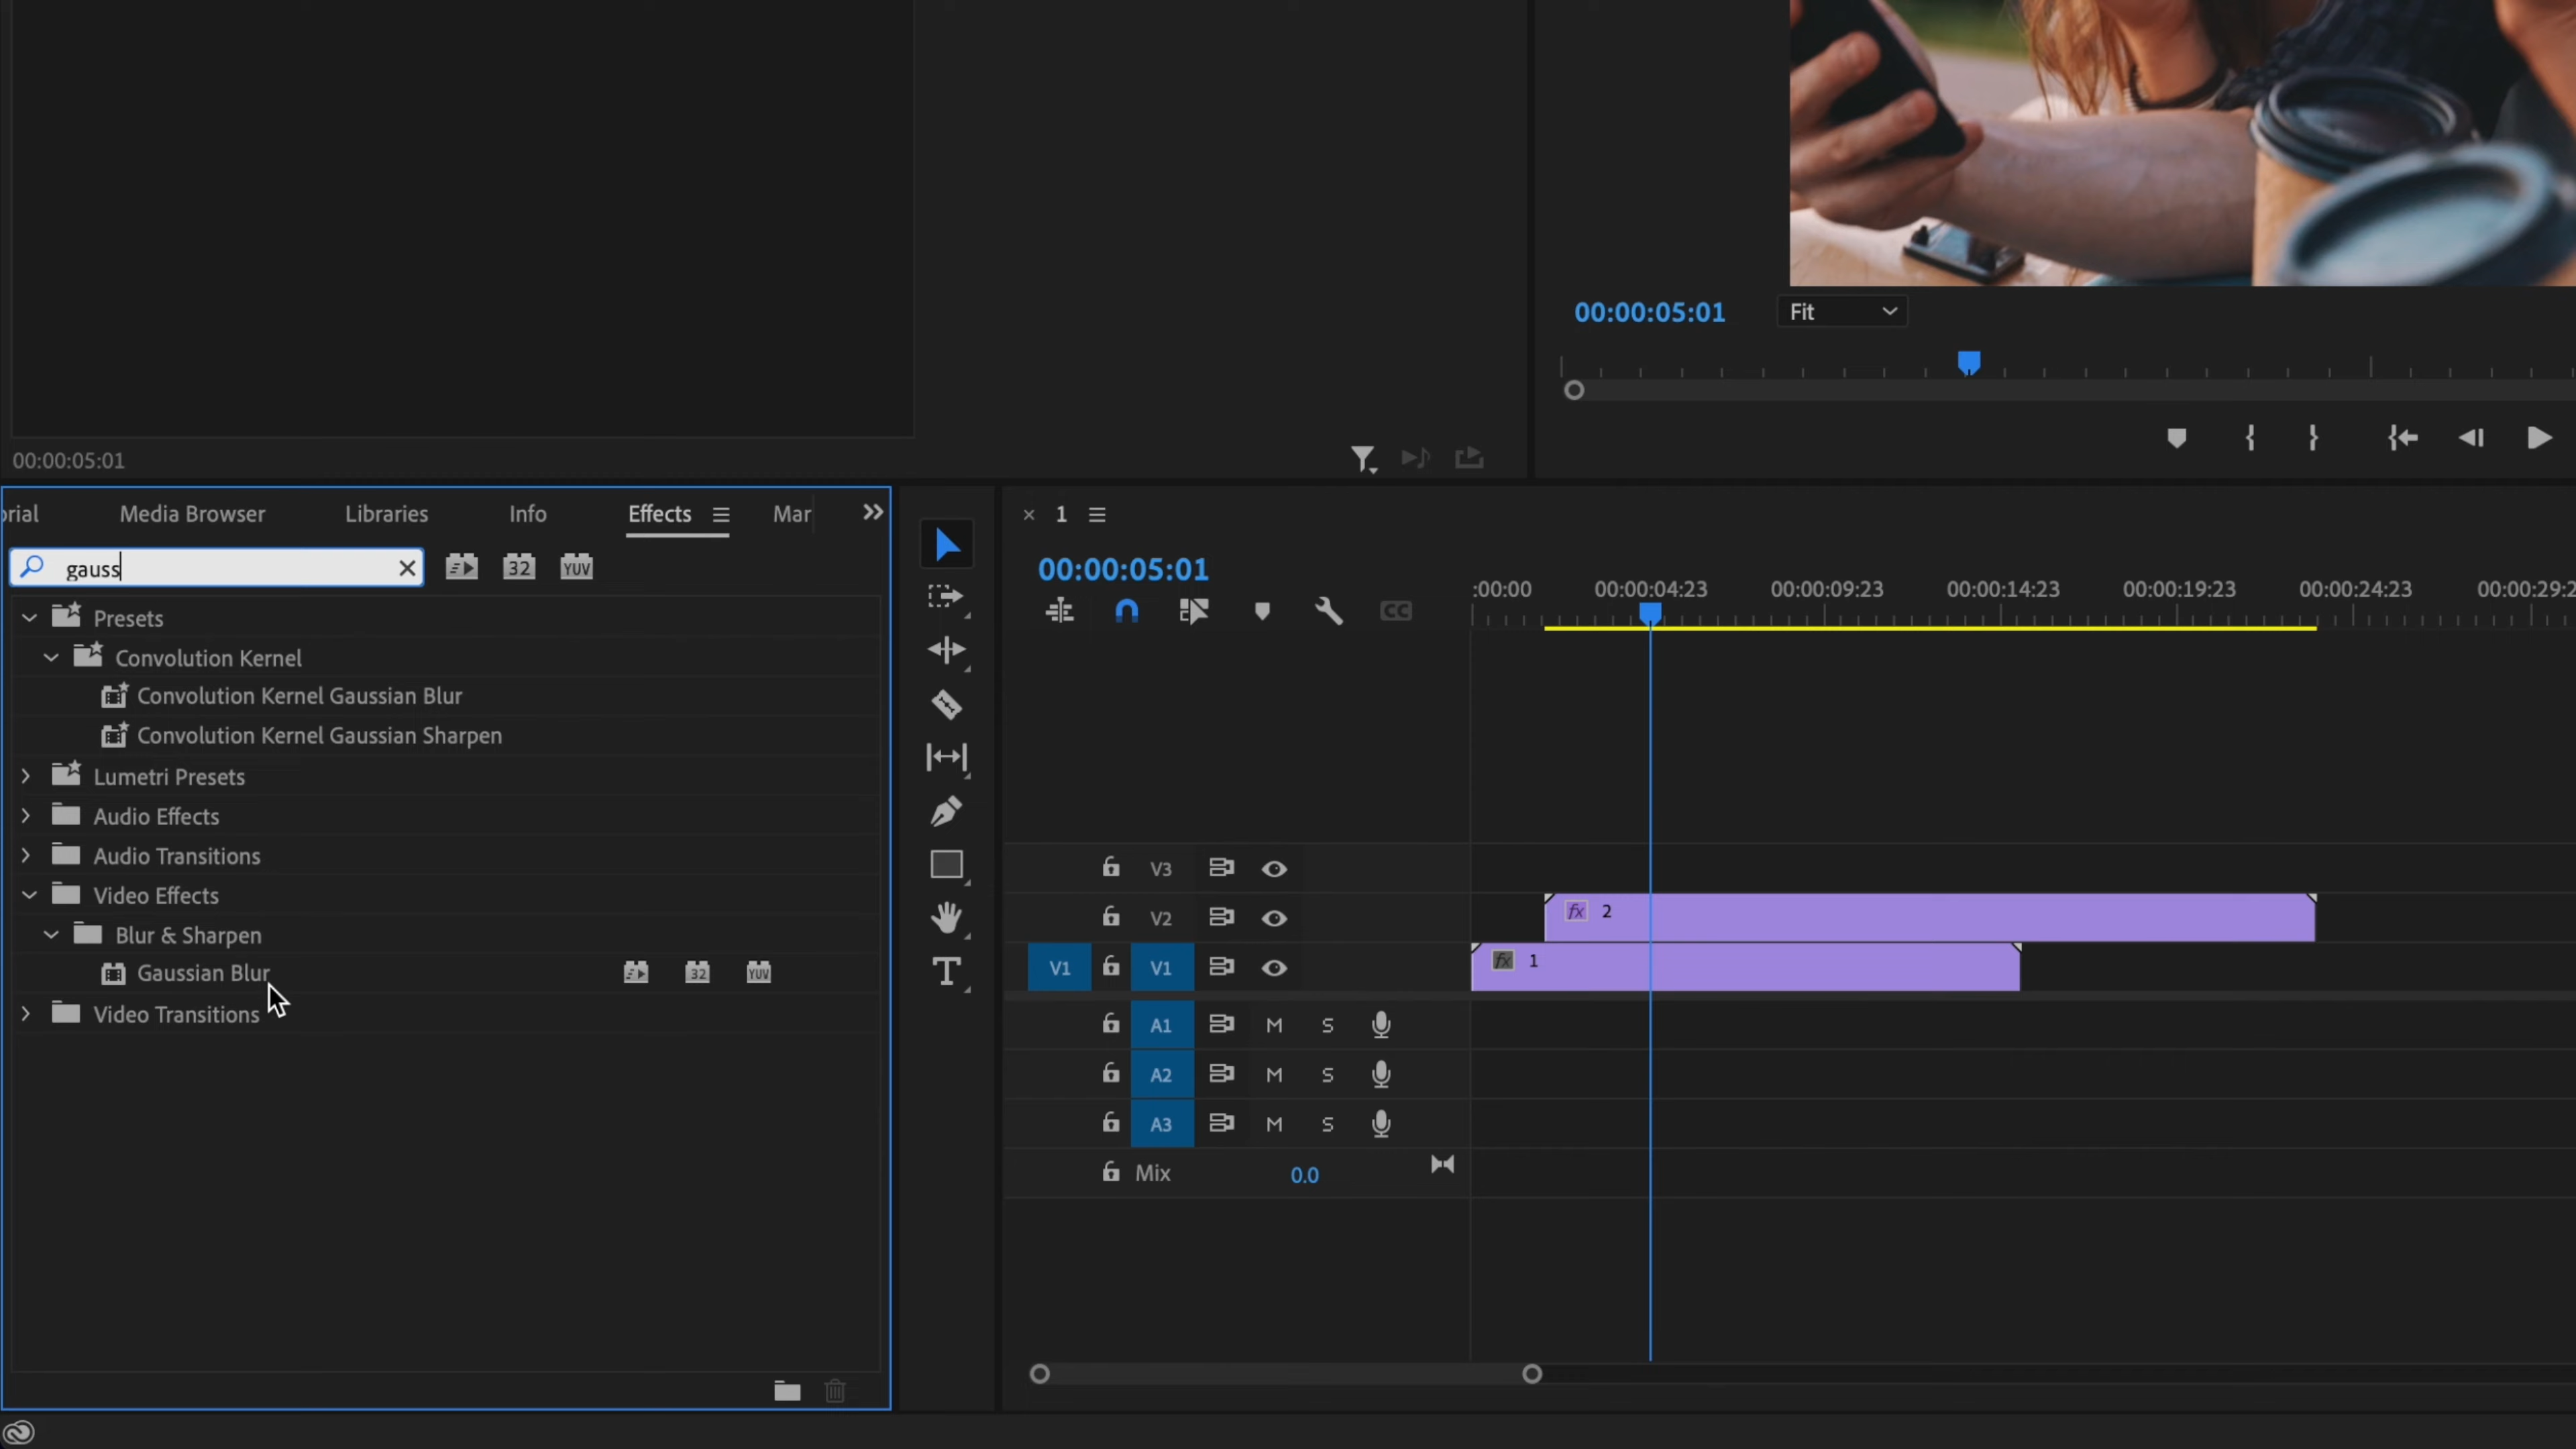 00:00:05:01
Fit
00:00:05:01
orial
Media Browser
Libraries
Info
Effects
Mar
gauss
32
YUV
Presets
Convolution Kernel
Convolution Kernel Gaussian Blur
Convolution Kernel Gaussian Sharpen
Lumetri Presets
Audio Effects
Audio Transitions
Video Effects
Blur & Sharpen
Gaussian Blur
32
YUV
Video Transitions
T
1
00:00:05:01
CC
:00:00
00:00:04:23
00:00:09:23
00:00:14:23
00:00:19:23
00:00:24:23
00:00:29:2
V3
V2
fx 2
V1
V1
fx 1
A1 M S
A2 M S
A3 M S
Mix 0.0